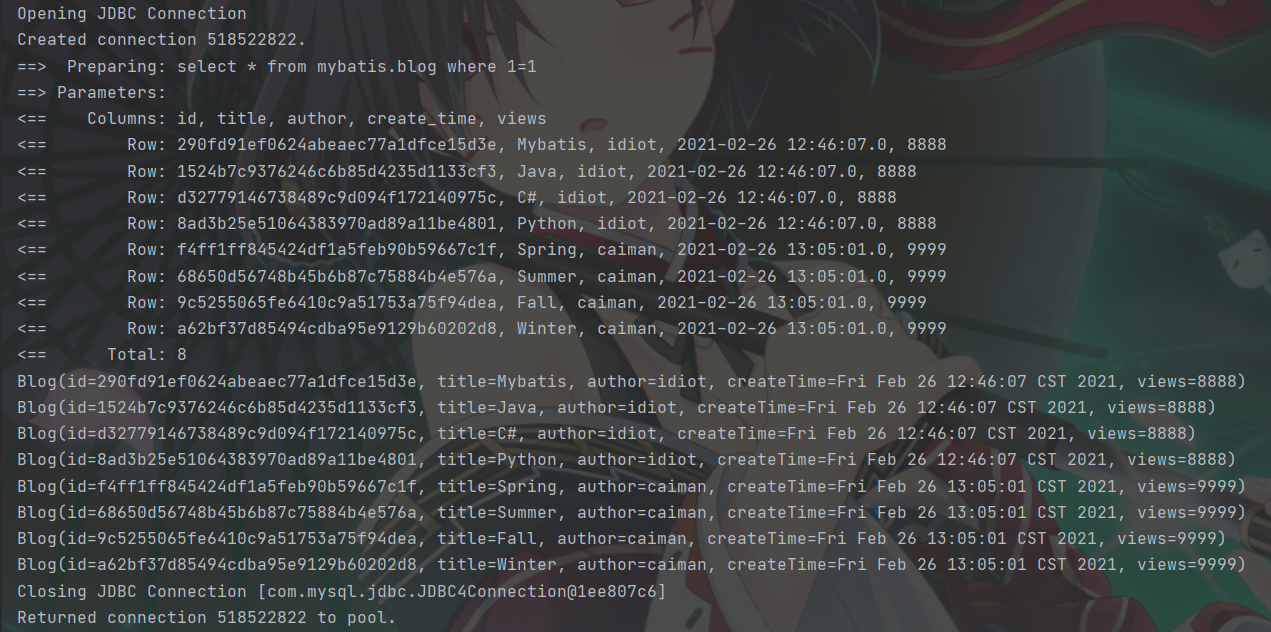 Opening JDBC Connection
Created connection 518522822.
==>  Preparing: select * from mybatis.blog where 1=1
==> Parameters:
<==    Columns: id, title, author, create_time, views
<==        Row: 290fd91ef0624abeaec77a1dfce15d3e, Mybatis, idiot, 2021-02-26 12:46:07.0, 8888
<==        Row: 1524b7c9376246c6b85d4235d1133cf3, Java, idiot, 2021-02-26 12:46:07.0, 8888
<==        Row: d32779146738489c9d094f172140975c, C#, idiot, 2021-02-26 12:46:07.0, 8888
<==        Row: 8ad3b25e51064383970ad89a11be4801, Python, idiot, 2021-02-26 12:46:07.0, 8888
<==        Row: f4ff1ff845424df1a5feb90b59667c1f, Spring, caiman, 2021-02-26 13:05:01.0, 9999
<==        Row: 68650d56748b45b6b87c75884b4e576a, Summer, caiman, 2021-02-26 13:05:01.0, 9999
<==        Row: 9c5255065fe6410c9a51753a75f94dea, Fall, caiman, 2021-02-26 13:05:01.0, 9999
<==        Row: a62bf37d85494cdba95e9129b60202d8, Winter, caiman, 2021-02-26 13:05:01.0, 9999
<==      Total: 8
Blog(id=290fd91ef0624abeaec77a1dfce15d3e, title=Mybatis, author=idiot, createTime=Fri Feb 26 12:46:07 CST 2021, views=8888)
Blog(id=1524b7c9376246c6b85d4235d1133cf3, title=Java, author=idiot, createTime=Fri Feb 26 12:46:07 CST 2021, views=8888)
Blog(id=d32779146738489c9d094f172140975c, title=C#, author=idiot, createTime=Fri Feb 26 12:46:07 CST 2021, views=8888)
Blog(id=8ad3b25e51064383970ad89a11be4801, title=Python, author=idiot, createTime=Fri Feb 26 12:46:07 CST 2021, views=8888)
Blog(id=f4ff1ff845424df1a5feb90b59667c1f, title=Spring, author=caiman, createTime=Fri Feb 26 13:05:01 CST 2021, views=9999)
Blog(id=68650d56748b45b6b87c75884b4e576a, title=Summer, author=caiman, createTime=Fri Feb 26 13:05:01 CST 2021, views=9999)
Blog(id=9c5255065fe6410c9a51753a75f94dea, title=Fall, author=caiman, createTime=Fri Feb 26 13:05:01 CST 2021, views=9999)
Blog(id=a62bf37d85494cdba95e9129b60202d8, title=Winter, author=caiman, createTime=Fri Feb 26 13:05:01 CST 2021, views=9999)
Closing JDBC Connection [com.mysql.jdbc.JDBC4Connection@1ee807c6]
Returned connection 518522822 to pool.